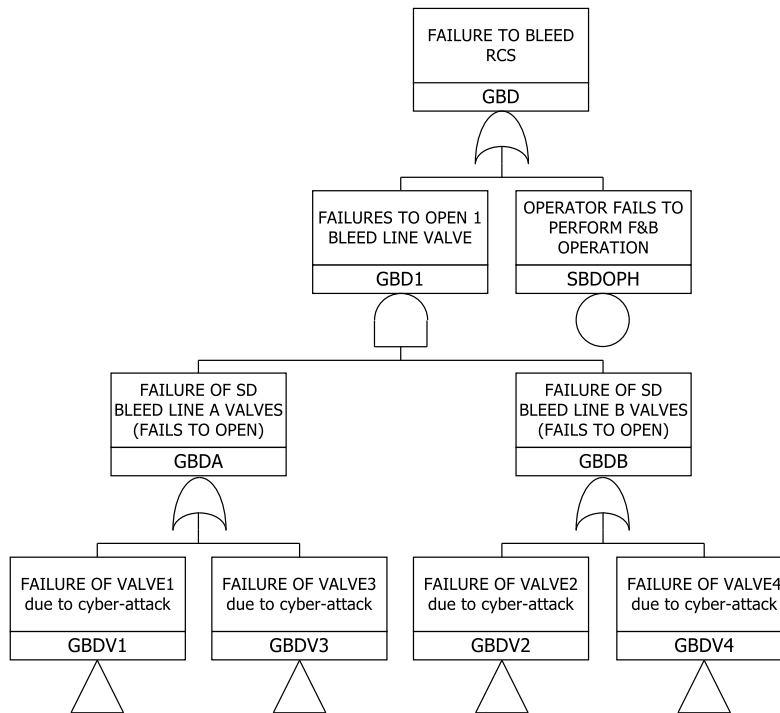 FAILURE TO BLEED
RCS
GBD
FAILURES TO OPEN 1
BLEED LINE VALVE
GBD1
OPERATOR FAILS TO
PERFORM F&B
OPERATION
SBDOPH
FAILURE OF SD
BLEED LINE A VALVES
(FAILS TO OPEN)
GBDA
FAILURE OF SD
BLEED LINE B VALVES
(FAILS TO OPEN)
GBDB
FAILURE OF VALVE1
due to cyber-attack
GBDV1
FAILURE OF VALVE3
due to cyber-attack
GBDV3
FAILURE OF VALVE2
due to cyber-attack
GBDV2
FAILURE OF VALVE4
due to cyber-attack
GBDV4